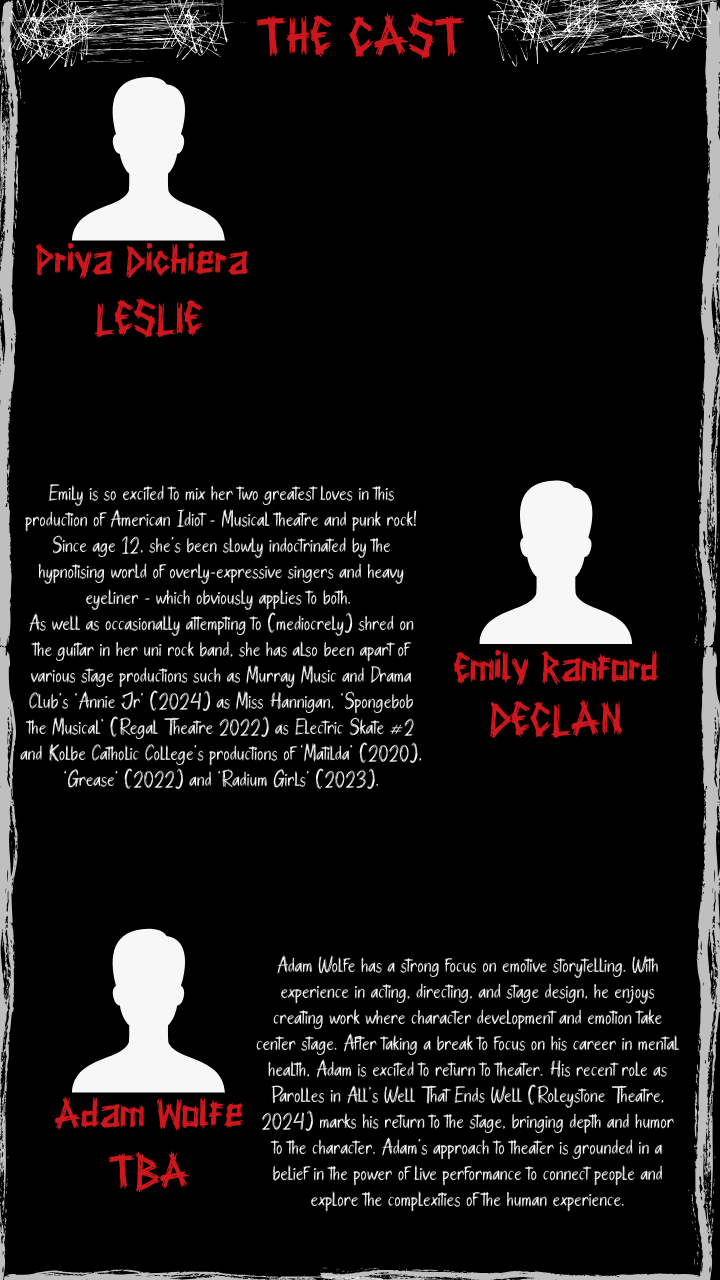 THE CAST
Priya Dichiera
LESLIE
Emily is so excited to mix her two greatest loves in this
production of American Idiot - Musical theatre and punk rock!
Since age 12, she's been slowly indoctrinated by the
hypnotising world of overly-expressive singers and heavy
eyeliner - which obviously applies to both.
As well as occasionally attempting to (mediocrely) shred on
the guitar in her uni rock band, she has also been apart of
various stage productions such as Murray Music and Drama
Club's 'Annie Jr' (2024) as Miss Hannigan, 'Spongebob
the Musical' (Regal Theatre 2022) as Electric Skate #2
and Kolbe Catholic College's productions of 'Matilda' (2020),
'Grease' (2022) and 'Radium Girls' (2023).
Emily Ranford
DECLAN
Adam Wolfe has a strong focus on emotive storytelling. With
experience in acting, directing, and stage design, he enjoys
creating work where character development and emotion take
center stage. After taking a break to focus on his career in mental
health, Adam is excited to return to theater. His recent role as
Parolles in All's Well That Ends Well (Roleystone Theatre,
2024) marks his return to the stage, bringing depth and humor
to the character. Adam's approach to theater is grounded in a
belief in the power of live performance to connect people and
explore the complexities of the human experience.
Adam Wolfe
TBA